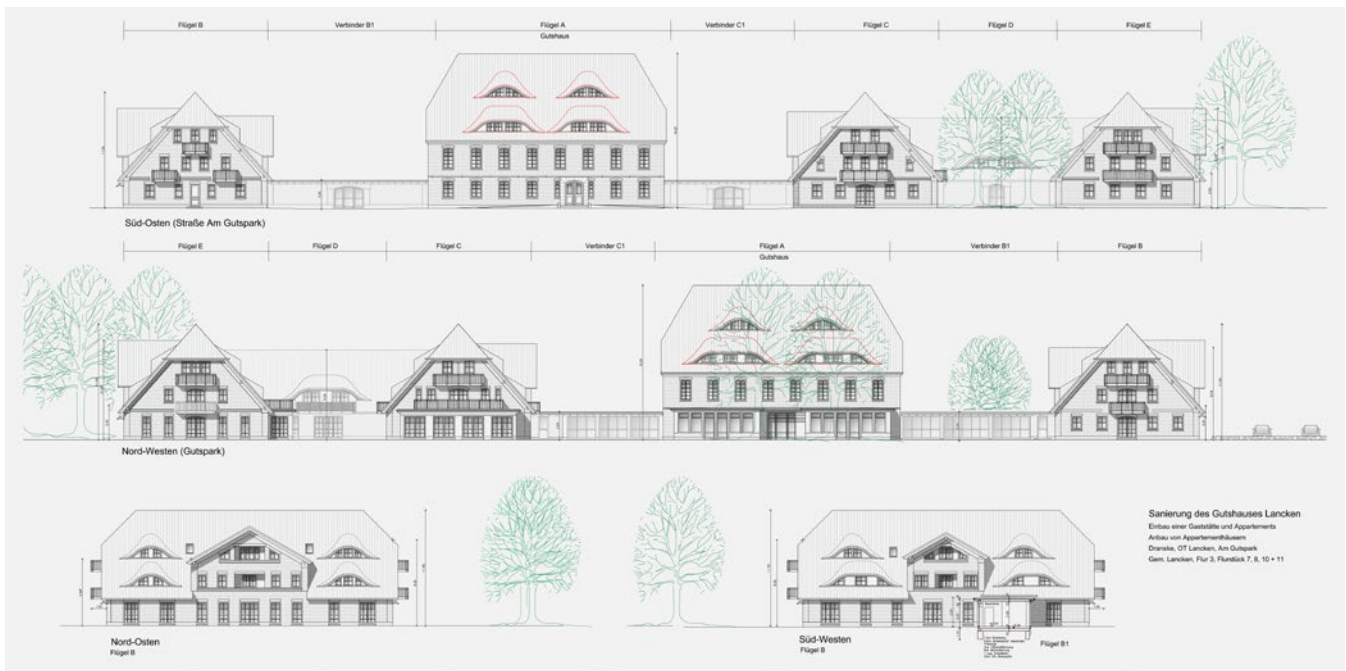 Flügel B Verbinder B1 Flügel A Verbinder C1 Flügel C Flügel D Flügel E
Gutshaus
Süd-Osten (Straße Am Gutspark)
Flügel E Flügel D Flügel C Verbinder C1 Flügel A Verbinder B1 Flügel B
Gutshaus
Nord-Westen (Gutspark)
Sanierung des Gutshauses Lancken
Einbau einer Gaststätte und Appartements
Anbau von Appartementhäusern
Dranske, OT Lancken, Am Gutspark
Gem. Lancken, Flur 3, Flurstück 7, 8, 10 + 11
Nord-Osten
Flügel B
Süd-Westen
Flügel B
Flügel B1